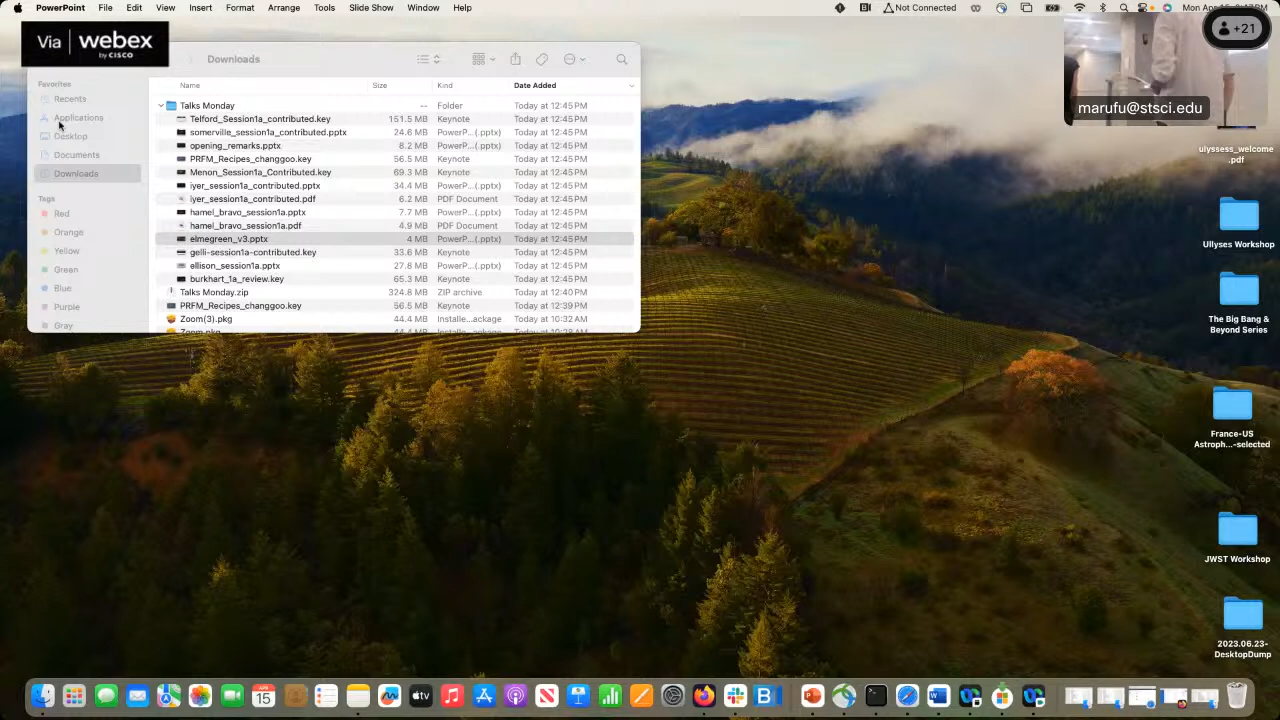 PowerPoint File Edit View Insert Format Arrange Tools Slide Show Window Help
Not Connected
Via webex
by CISCO
+21
marufu@stsci.edu
Downloads
Favorites
Recents
Applications
Desktop
Documents
Downloads
Tags
Red
Orange
Yellow
Green
Blue
Purple
Gray
Name Size Kind Date Added
Talks Monday -- Folder Today at 12:45 PM
Telford_Session1a_contributed.key 151.5 MB Keynote Today at 12:45 PM
somerville_session1a_contributed.pptx 24.6 MB PowerP...(.pptx) Today at 12:45 PM
opening_remarks.pptx 8.2 MB PowerP...(.pptx) Today at 12:45 PM
PRFM_Recipes_changgoo.key 56.5 MB Keynote Today at 12:45 PM
Menon_Session1a_Contributed.key 69.3 MB Keynote Today at 12:45 PM
iyer_session1a_contributed.pptx 34.4 MB PowerP...(.pptx) Today at 12:45 PM
iyer_session1a_contributed.pdf 6.2 MB PDF Document Today at 12:45 PM
hamel_bravo_session1a.pptx 7.7 MB PowerP...(.pptx) Today at 12:45 PM
hamel_bravo_session1a.pdf 4.9 MB PDF Document Today at 12:45 PM
elmegreen_v3.pptx 4 MB PowerP...(.pptx) Today at 12:45 PM
gelli-session1a-contributed.key 33.6 MB Keynote Today at 12:45 PM
ellison_session1a.pptx 27.8 MB PowerP...(.pptx) Today at 12:45 PM
burkhart_1a_review.key 65.3 MB Keynote Today at 12:45 PM
Talks Monday.zip 324.8 MB ZIP archive Today at 12:40 PM
PRFM_Recipes_changgoo.key 56.5 MB Keynote Today at 12:39 PM
Zoom(3).pkg 44.4 MB Installe...ackage Today at 10:32 AM
ulyssess_welcome
.pdf
Ullyses Workshop
The Big Bang &
Beyond Series
France-US
Astroph...-selected
JWST Workshop
2023.06.23-
DesktopDump
APR
15
tv